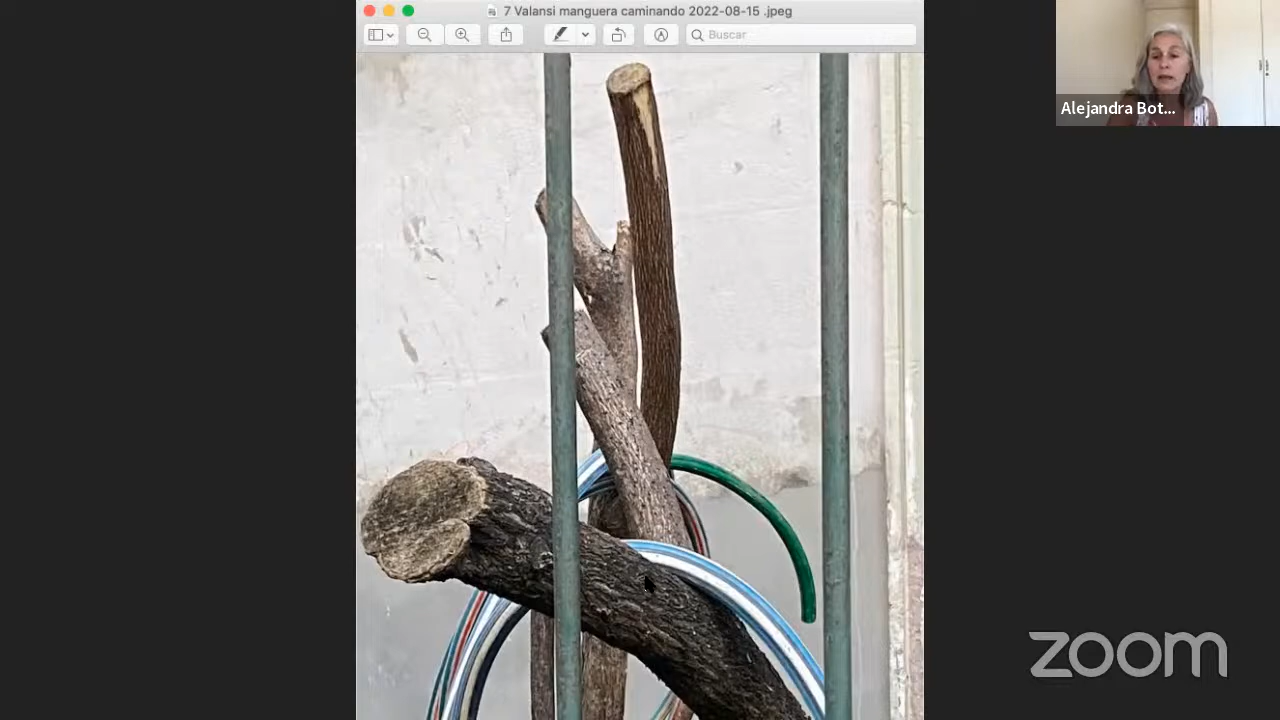 7 Valansi manguera caminando 2022-08-15 .jpeg
Buscar
Alejandra Bot...
zoom